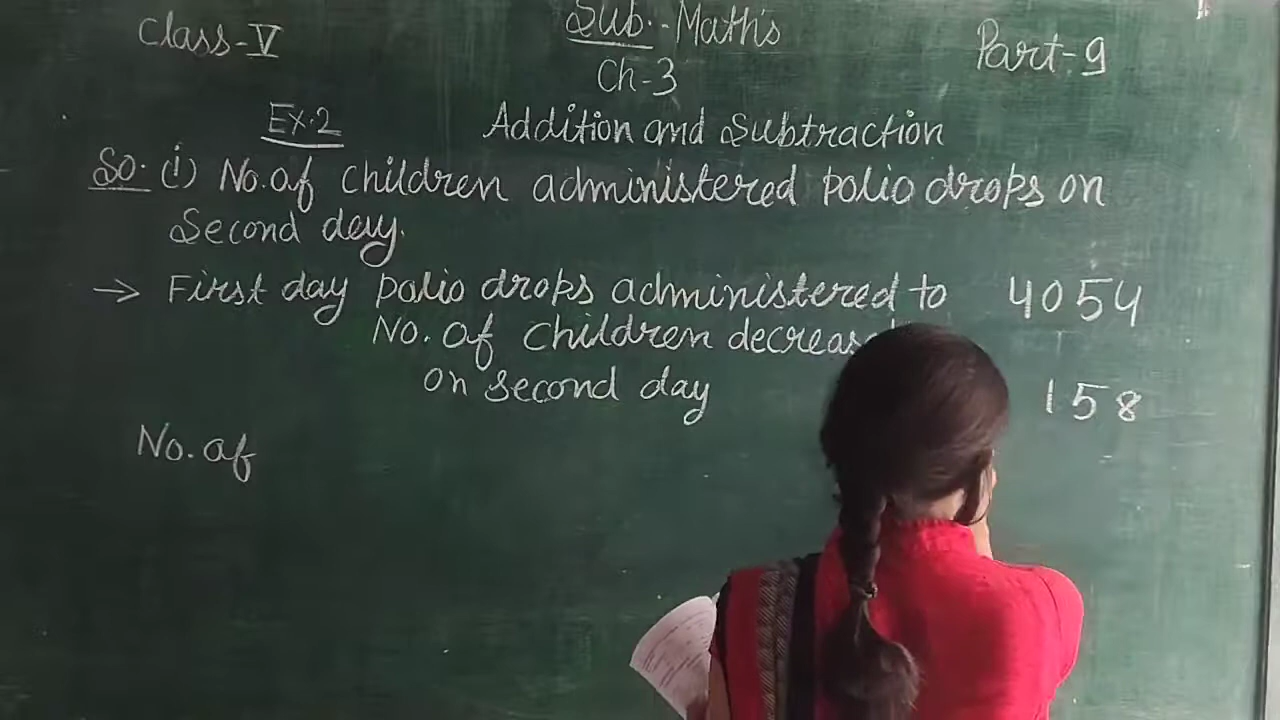 Class-V Sub.- Math's Part-9
Ch-3
Ex.2 Addition and Subtraction
So. (i) No. of children administered polio drops on
Second day.
→ First day polio drops administered to 4054
No. of children decreas
on second day 158
No. of